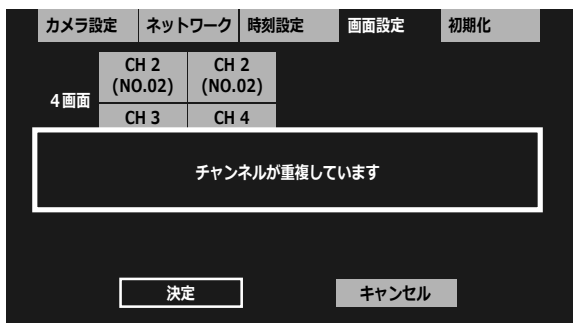 カメラ設定 ネットワーク 時刻設定 画面設定 初期化
CH 2 CH 2
(NO.02) (NO.02)
4画面
CH 3 CH 4
チャンネルが重複しています
決定 キャンセル